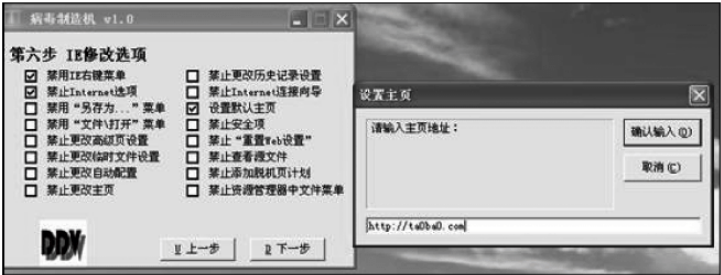 病毒制造机 v1.0
第六步 IE修改选项
禁用IE右键菜单
禁止更改历史记录设置
禁止Internet选项
禁止Internet连接向导
禁用“另存为...”菜单
设置默认主页
禁用“文件\打开”菜单
禁止安全项
禁止更改高级页设置
禁止“重置Web设置”
禁止更改临时文件设置
禁止查看源文件
禁止更改自动配置
禁止添加脱机页计划
禁止更改主页
禁止资源管理器中文件菜单
DDV
U 上一步
D 下一步
设置主页
请输入主页地址：
确认输入(O)
取消(C)
http://ta0ba0.com